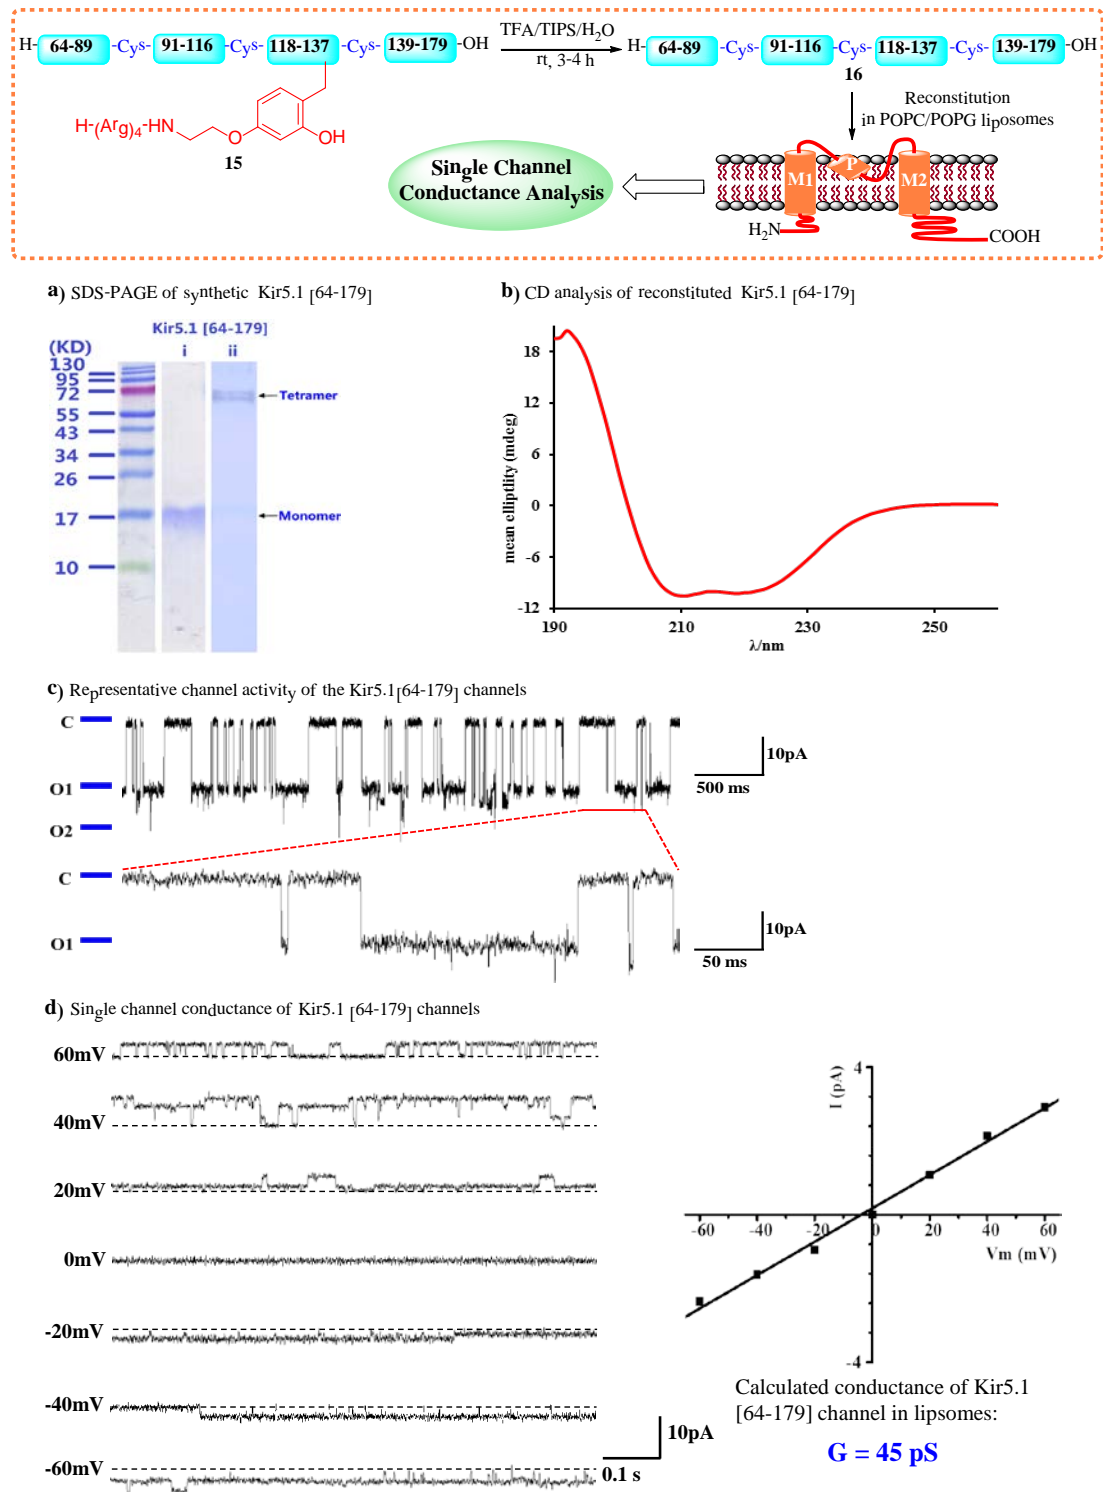 H- 64-89 -Cys- 91-116 -Cys- 118-137 -Cys- 139-179 -OH
TFA/TIPS/H2O
rt, 3-4 h
H- 64-89 -Cys- 91-116 -Cys- 118-137 -Cys- 139-179 -OH
16
H-(Arg)4-HN
O
OH
15
Reconstitution
in POPC/POPG liposomes
Single Channel
Conductance Analysis
M1
P
M2
H2N
COOH
a) SDS-PAGE of synthetic Kir5.1 [64-179]
Kir5.1 [64-179]
(KD)
i
ii
130
95
72
55
43
34
26
17
10
Tetramer
Monomer
b) CD analysis of reconstituted Kir5.1 [64-179]
mean elliptlity (mdcg)
18
12
6
0
-6
-12
190
210
230
250
λ/nm
c) Representative channel activity of the Kir5.1[64-179] channels
C
O1
O2
10pA
500 ms
C
O1
10pA
50 ms
d) Single channel conductance of Kir5.1 [64-179] channels
60mV
40mV
20mV
0mV
-20mV
-40mV
-60mV
10pA
0.1 s
I (pA)
4
-60
-40
-20
0
20
40
60
Vm (mV)
-4
Calculated conductance of Kir5.1
[64-179] channel in lipsomes:
G = 45 pS